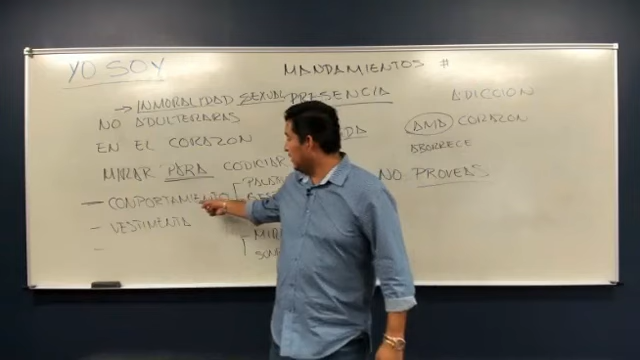 YO SOY
MANDAMIENTOS #
→ INMORALIDAD SEXUAL PRESENCIA
ADICCION
NO ADULTERARAS
AMA CORAZON
EN EL CORAZON
ABORRECE
MIRAR PARA CODICIAR
NO PROVEAS
- COMPORTAMIENTO
- VESTIMENTA
-